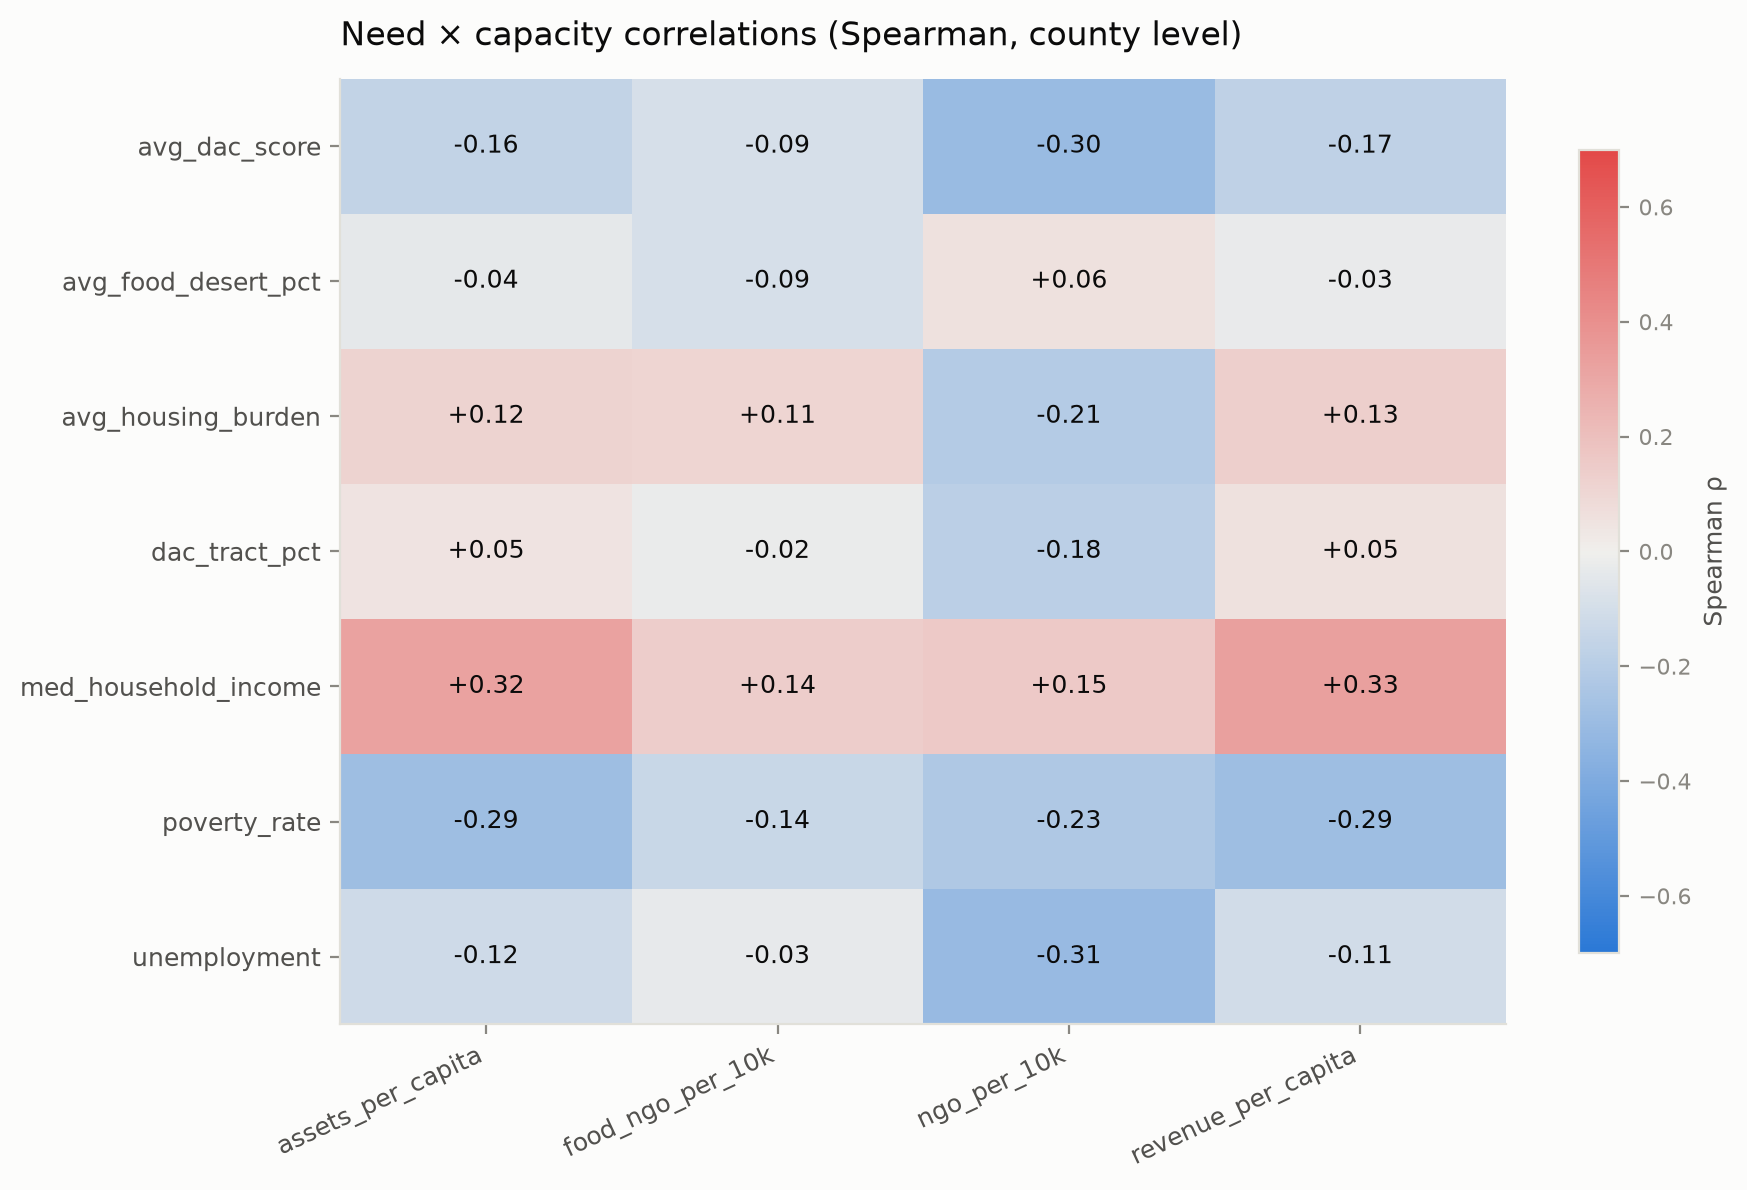 Need × capacity correlations (Spearman, county level)
avg_dac_score -0.16 -0.09 -0.30 -0.17
avg_food_desert_pct -0.04 -0.09 +0.06 -0.03
avg_housing_burden +0.12 +0.11 -0.21 +0.13
dac_tract_pct +0.05 -0.02 -0.18 +0.05
med_household_income +0.32 +0.14 +0.15 +0.33
poverty_rate -0.29 -0.14 -0.23 -0.29
unemployment -0.12 -0.03 -0.31 -0.11
assets_per_capita food_ngo_per_10k ngo_per_10k revenue_per_capita
0.6
0.4
0.2
0.0
−0.2
−0.4
−0.6
Spearman ρ